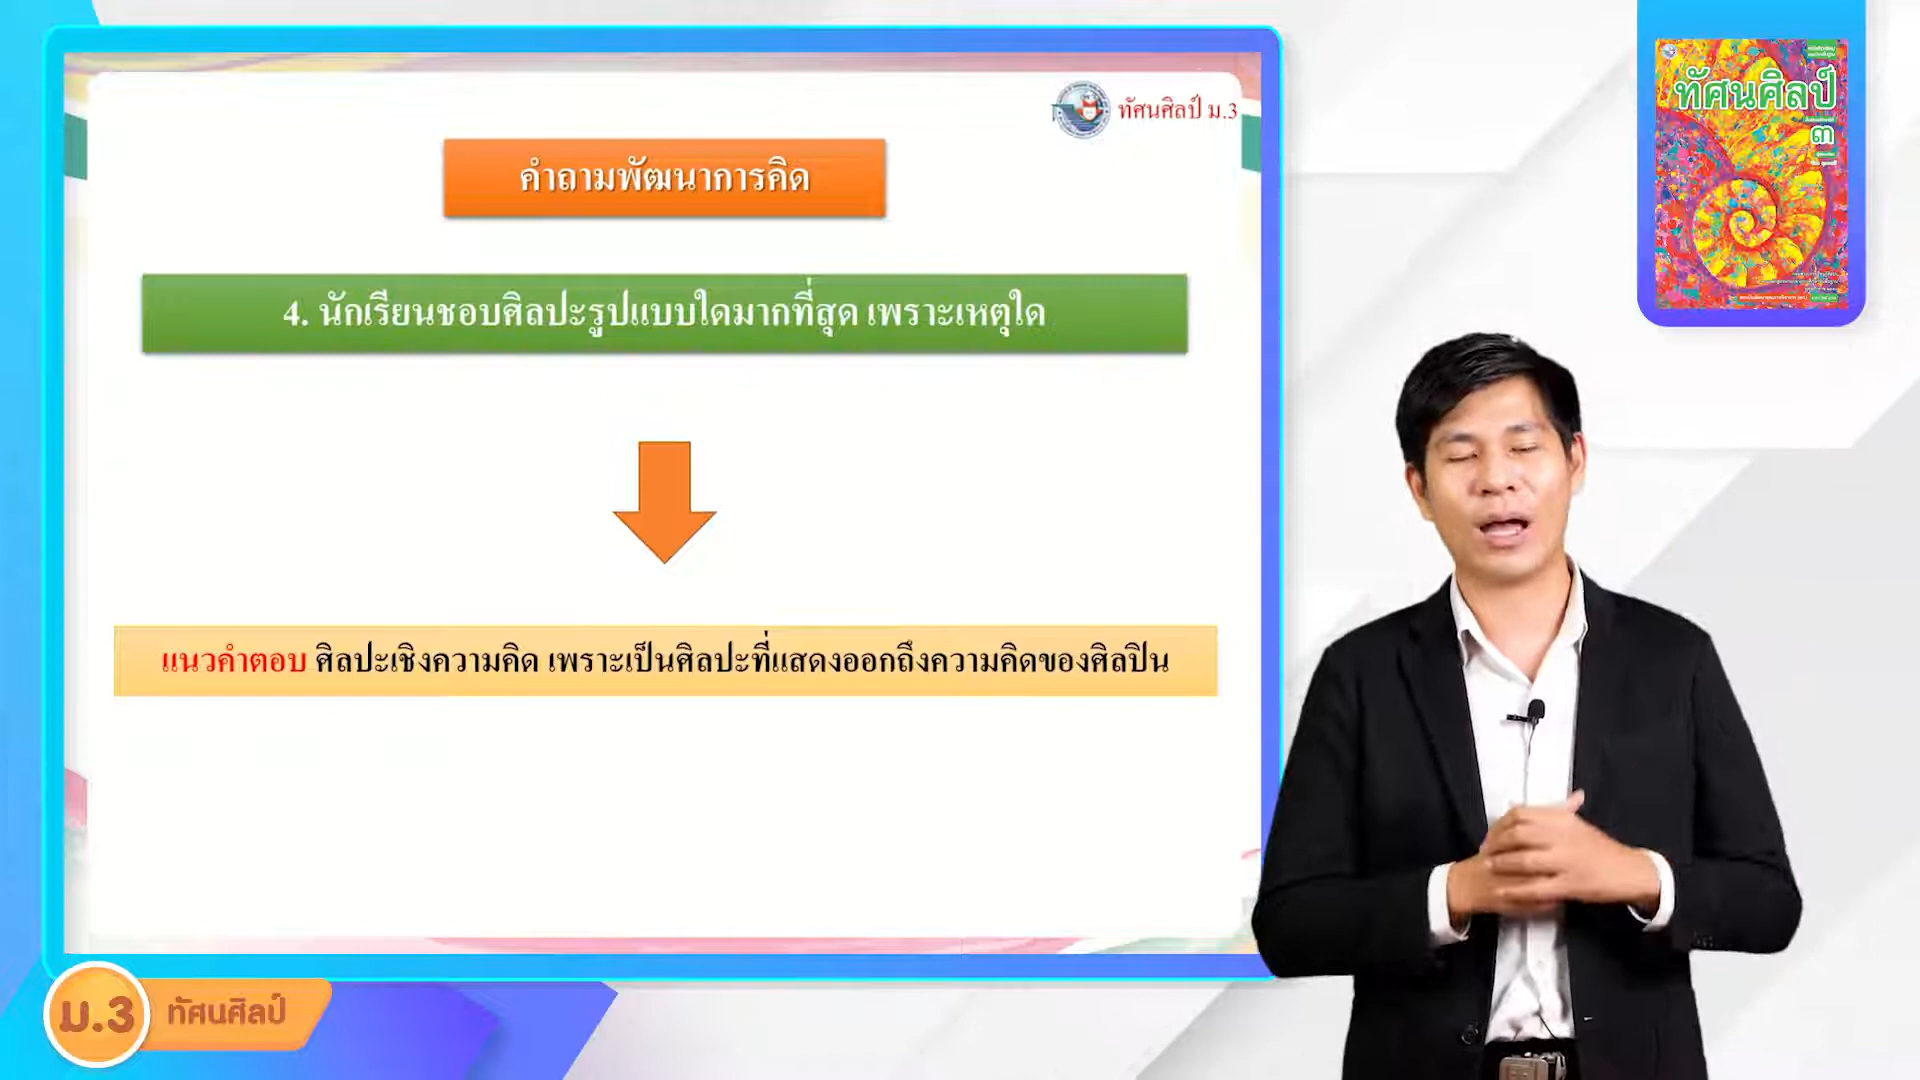 ทัศนศิลป์ ม.3
คำถามพัฒนาการคิด
4. นักเรียนชอบศิลปะรูปแบบใดมากที่สุด เพราะเหตุใด
แนวคำตอบ ศิลปะเชิงความคิด เพราะเป็นศิลปะที่แสดงออกถึงความคิดของศิลปิน
ทัศนศิลป์
๓
ม.3
ทัศนศิลป์